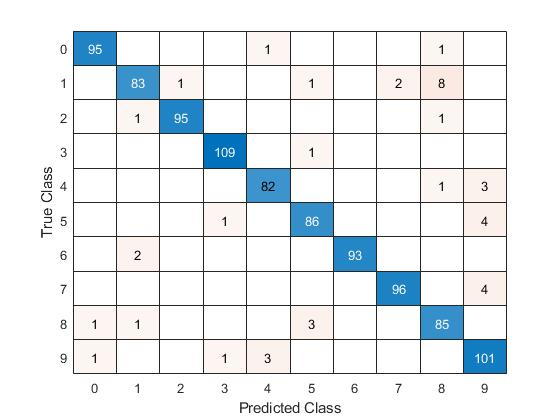 0 95 1 1
1 83 1 1 2 8
2 1 95 1
3 109 1
4 82 1 3
5 1 86 4
6 2 93
7 96 4
8 1 1 3 85
9 1 1 3 101
0 1 2 3 4 5 6 7 8 9
Predicted Class
True Class